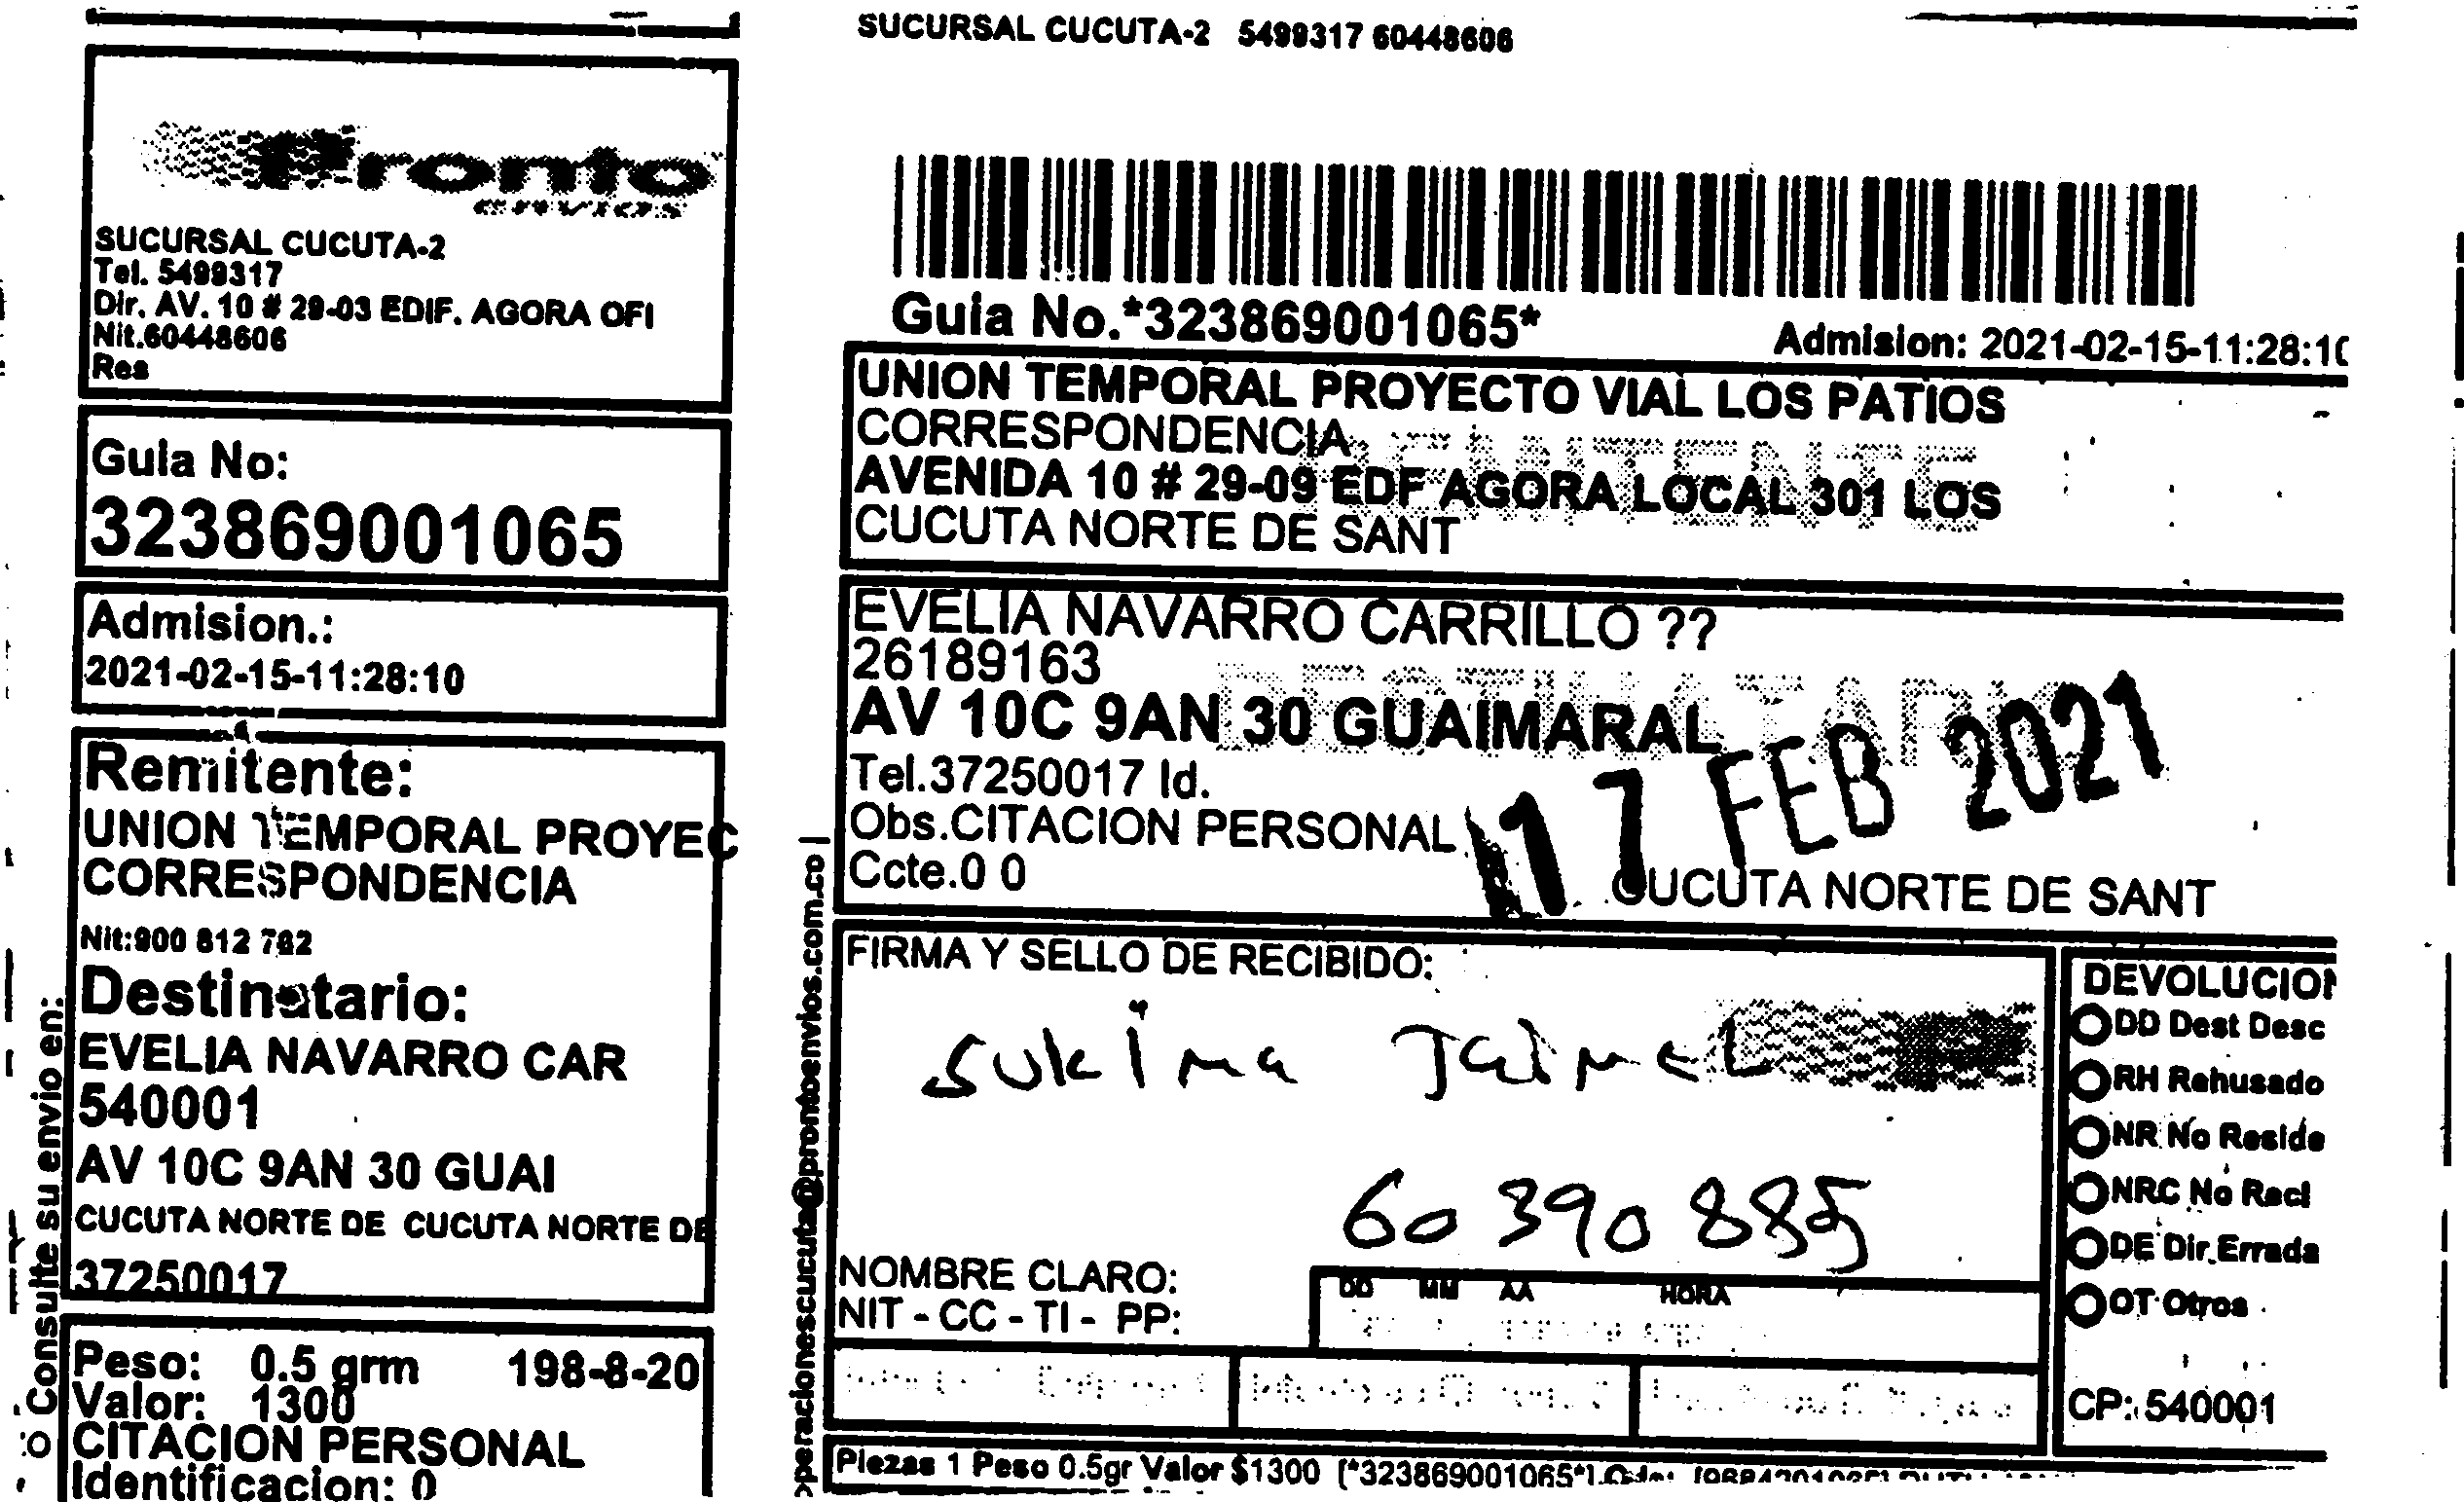 SUCURSAL CUCUTA-2 5499317 60448606
Pronto
envíos
SUCURSAL CUCUTA-2
Tel. 5499317
Dir. AV. 10 # 29-03 EDIF. AGORA OFI
Nit.60448606
Res
Guia No:
323869001065
Admision.:
2021-02-15-11:28:10
Remitente:
UNION TEMPORAL PROYEC
CORRESPONDENCIA
Nit:900 812 782
Destinatario:
EVELIA NAVARRO CAR
540001
AV 10C 9AN 30 GUAI
CUCUTA NORTE DE CUCUTA NORTE DE
37250017
Peso: 0.5 grm 198-8-20
Valor: 1300
CITACION PERSONAL
Identificacion: 0
Consulte su envio en:
Guia No.*323869001065*
Admision: 2021-02-15-11:28:10
UNION TEMPORAL PROYECTO VIAL LOS PATIOS
CORRESPONDENCIA
REMITENTE
AVENIDA 10 # 29-09 EDF AGORA LOCAL 301 LOS
CUCUTA NORTE DE SANT
EVELIA NAVARRO CARRILLO ??
26189163
DESTINATARIO
AV 10C 9AN 30 GUAIMARAL
Tel.37250017 Id.
Obs.CITACION PERSONAL
17 FEB 2021
Ccte.0 0
CUCUTA NORTE DE SANT
operacionescucuta@prontoenvios.com.co |
FIRMA Y SELLO DE RECIBIDO:
Sukima Jaimes
60390885
NOMBRE CLARO:
NIT - CC - TI - PP:
DD MM AA HORA
DEVOLUCION
DD Dest Desc
RH Rehusado
NR No Reside
NRC No Recl
DE Dir.Errada
OT Otros
CP: 540001
Piezas 1 Peso 0.5gr Valor $1300 [*323869001065*]